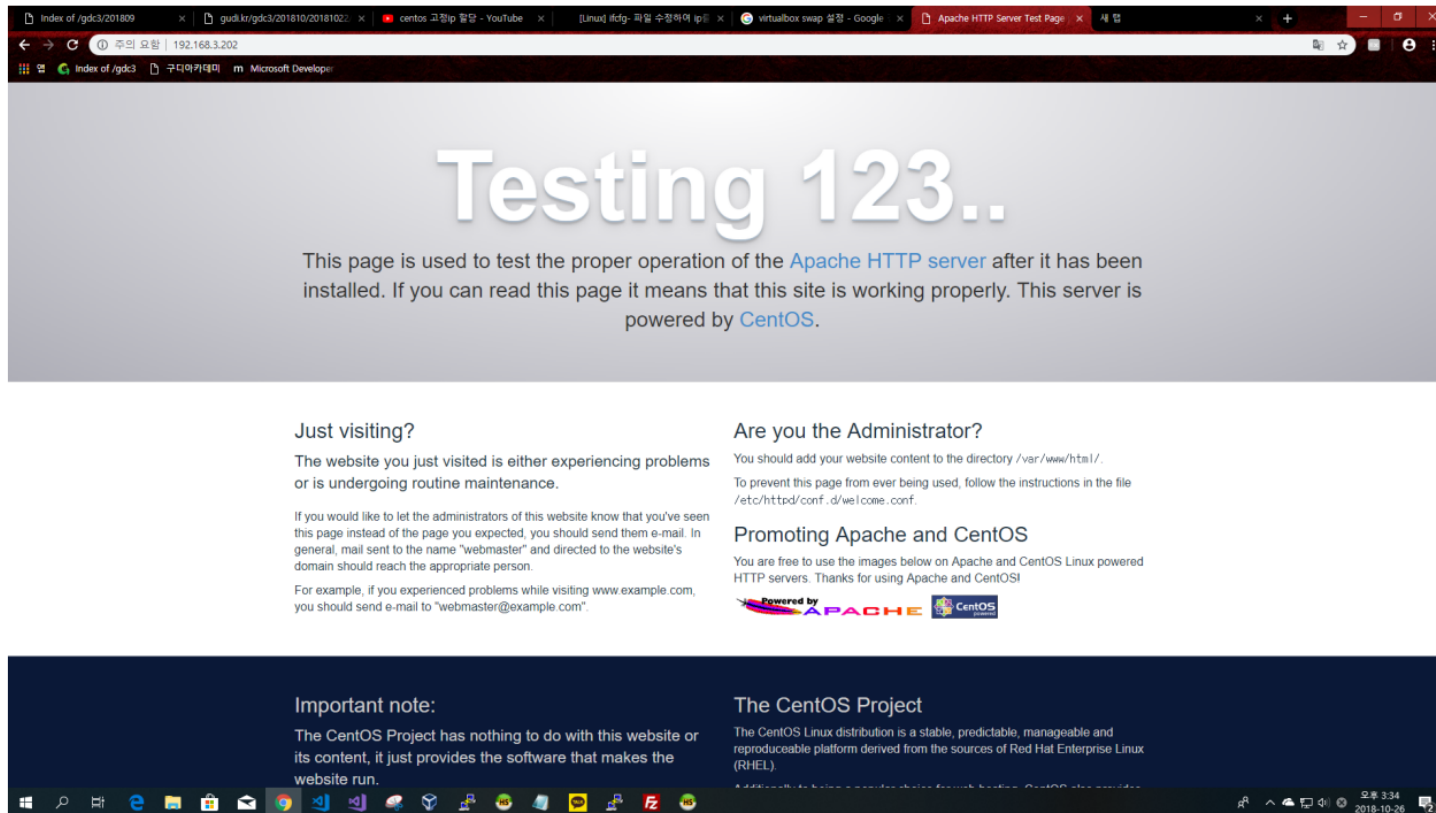 Index of /gdc3/201809
gudi.kr/gdc3/201810/20181022
centos 고정ip 할당 - YouTube
[Linux] ifcfg- 파일 수정하여 ip
virtualbox swap 설정 - Google
Apache HTTP Server Test Page
새 탭
주의 요함 | 192.168.3.202
앱
Index of /gdc3
구디아카데미
m Microsoft Developer
Testing 123..
This page is used to test the proper operation of the Apache HTTP server after it has been
installed. If you can read this page it means that this site is working properly. This server is
powered by CentOS.
Just visiting?
The website you just visited is either experiencing problems
or is undergoing routine maintenance.
If you would like to let the administrators of this website know that you've seen
this page instead of the page you expected, you should send them e-mail. In
general, mail sent to the name "webmaster" and directed to the website's
domain should reach the appropriate person.
For example, if you experienced problems while visiting www.example.com,
you should send e-mail to "webmaster@example.com".
Are you the Administrator?
You should add your website content to the directory /var/www/html/.
To prevent this page from ever being used, follow the instructions in the file
/etc/httpd/conf.d/welcome.conf.
Promoting Apache and CentOS
You are free to use the images below on Apache and CentOS Linux powered
HTTP servers. Thanks for using Apache and CentOS!
Powered by
APACHE
CentOS
powered
Important note:
The CentOS Project has nothing to do with this website or
its content, it just provides the software that makes the
website run.
The CentOS Project
The CentOS Linux distribution is a stable, predictable, manageable and
reproduceable platform derived from the sources of Red Hat Enterprise Linux
(RHEL).
오후 3:34
2018-10-26